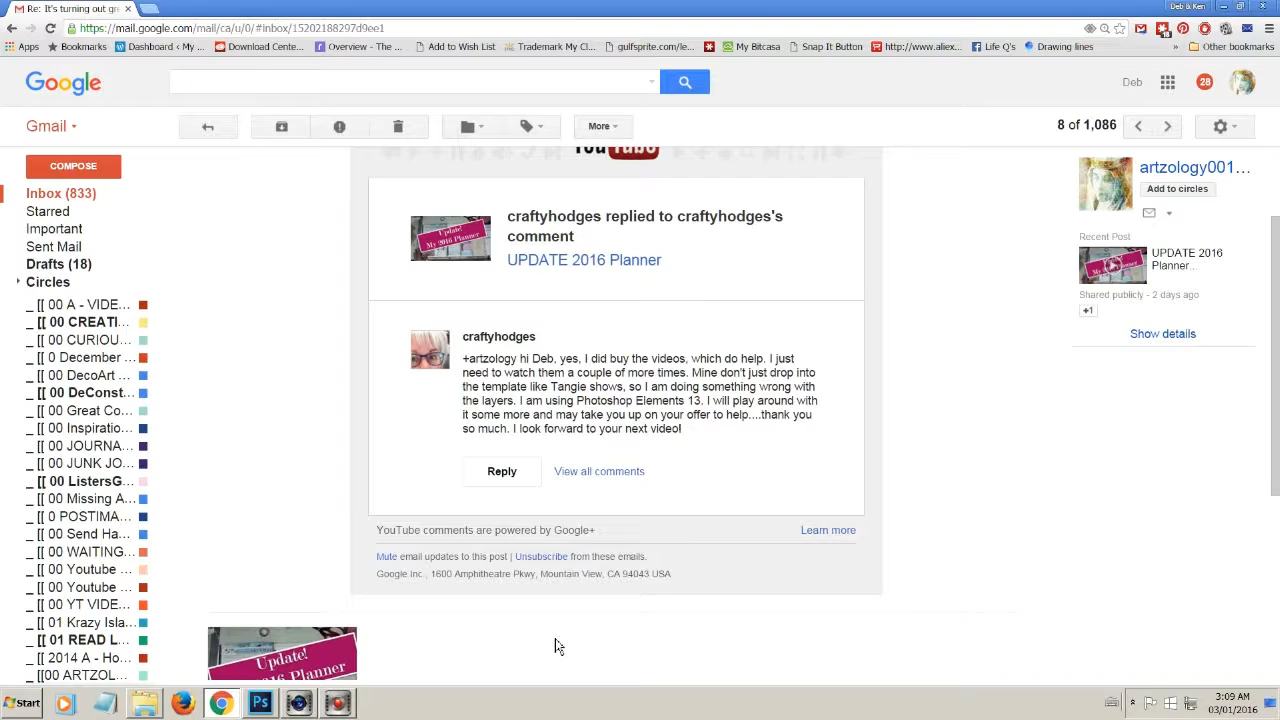 Re: It's turning out gr
Deb & Ken
https://mail.google.com/mail/ca/u/0/#inbox/15202188297d9ee1
Apps
Bookmarks
Dashboard ‹ My ...
Download Center...
Overview - The ...
Add to Wish List
Trademark My Cl...
gulfsprite.com/le...
My Bitcasa
Snap It Button
http://www.aliex...
Life Q's
Drawing lines
Other bookmarks
Google
Deb
28
Gmail
More
8 of 1,086
COMPOSE
Inbox (833)
Starred
Important
Sent Mail
Drafts (18)
Circles
_ [[ 00 A - VIDE...
_ [[ 00 CREATI...
_ [[ 00 CURIOU...
_ [[ 0 December ...
_ [[ 00 DecoArt ...
_ [[ 00 DeConst...
_ [[ 00 Great Co...
_ [[ 00 Inspiratio...
_ [[ 00 JOURNA...
_ [[ 00 JUNK JO...
_ [[ 00 ListersG...
_ [[ 00 Missing A...
_ [[ 0 POSTIMA...
_ [[ 00 Send Ha...
_ [[ 00 WAITING...
_ [[ 00 Youtube ...
_ [[ 00 Youtube ...
_ [[ 00 YT VIDE...
_ [[ 01 Krazy Isla...
_ [[ 01 READ L...
_ [[ 2014 A - Ho...
_ [[00 ARTZOL...
YouTube
Update!
My 2016 Planner
craftyhodges replied to craftyhodges's
comment
UPDATE 2016 Planner
craftyhodges
+artzology hi Deb, yes, I did buy the videos, which do help. I just
need to watch them a couple of more times. Mine don't just drop into
the template like Tangie shows, so I am doing something wrong with
the layers. I am using Photoshop Elements 13. I will play around with
it some more and may take you up on your offer to help....thank you
so much. I look forward to your next video!
Reply
View all comments
YouTube comments are powered by Google+
Learn more
Mute email updates to this post | Unsubscribe from these emails.
Google Inc., 1600 Amphitheatre Pkwy, Mountain View, CA 94043 USA
Update!
2016 Planner
artzology001...
Add to circles
Recent Post
UPDATE 2016
Planner...
Shared publicly - 2 days ago
+1
Show details
Start
Ps
3:09 AM
03/01/2016